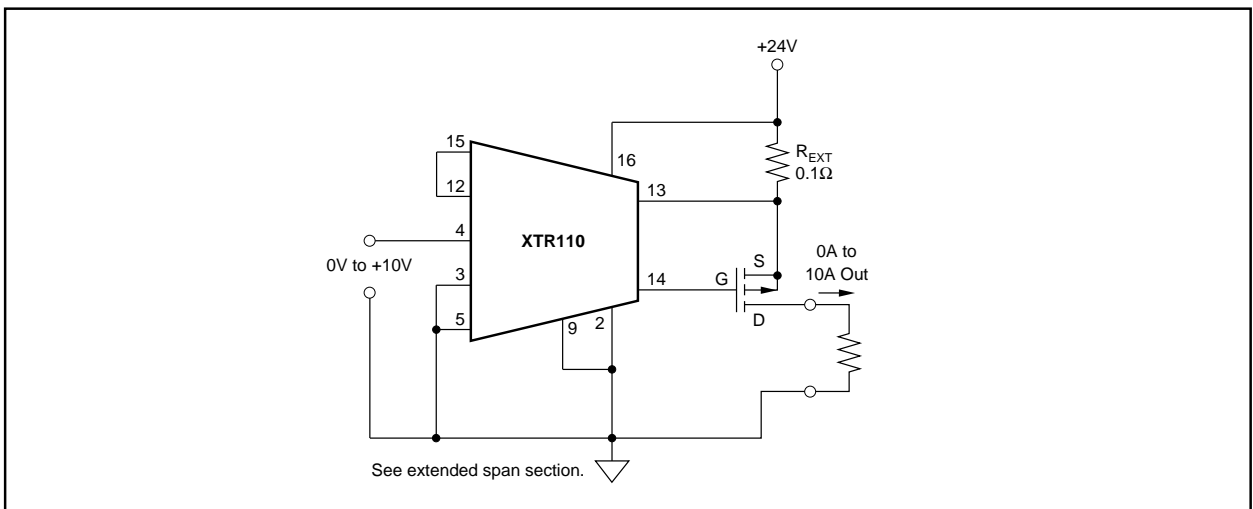 +24V
15
16
R_EXT
0.1Ω
12
13
4
XTR110
0V to +10V
S
0A to
10A Out
3
14
G
5
9
2
D
See extended span section.